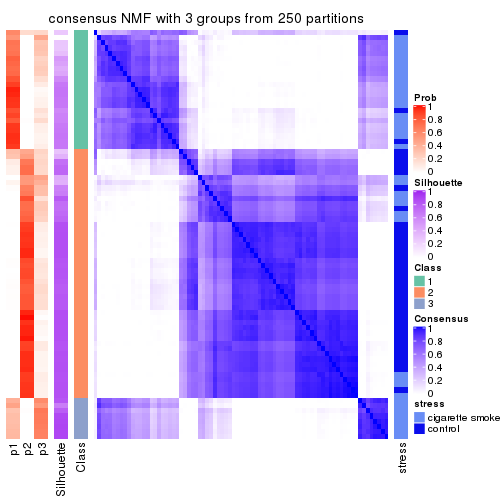 consensus NMF with 3 groups from 250 partitions
Prob
1
0.8
0.6
0.4
0.2
0
Silhouette
1
0.8
0.6
0.4
0.2
0
Class
1
2
3
Consensus
1
0.8
0.6
0.4
0.2
0
stress
cigarette smoke
control
p1
p2
p3
Silhouette
Class
stress